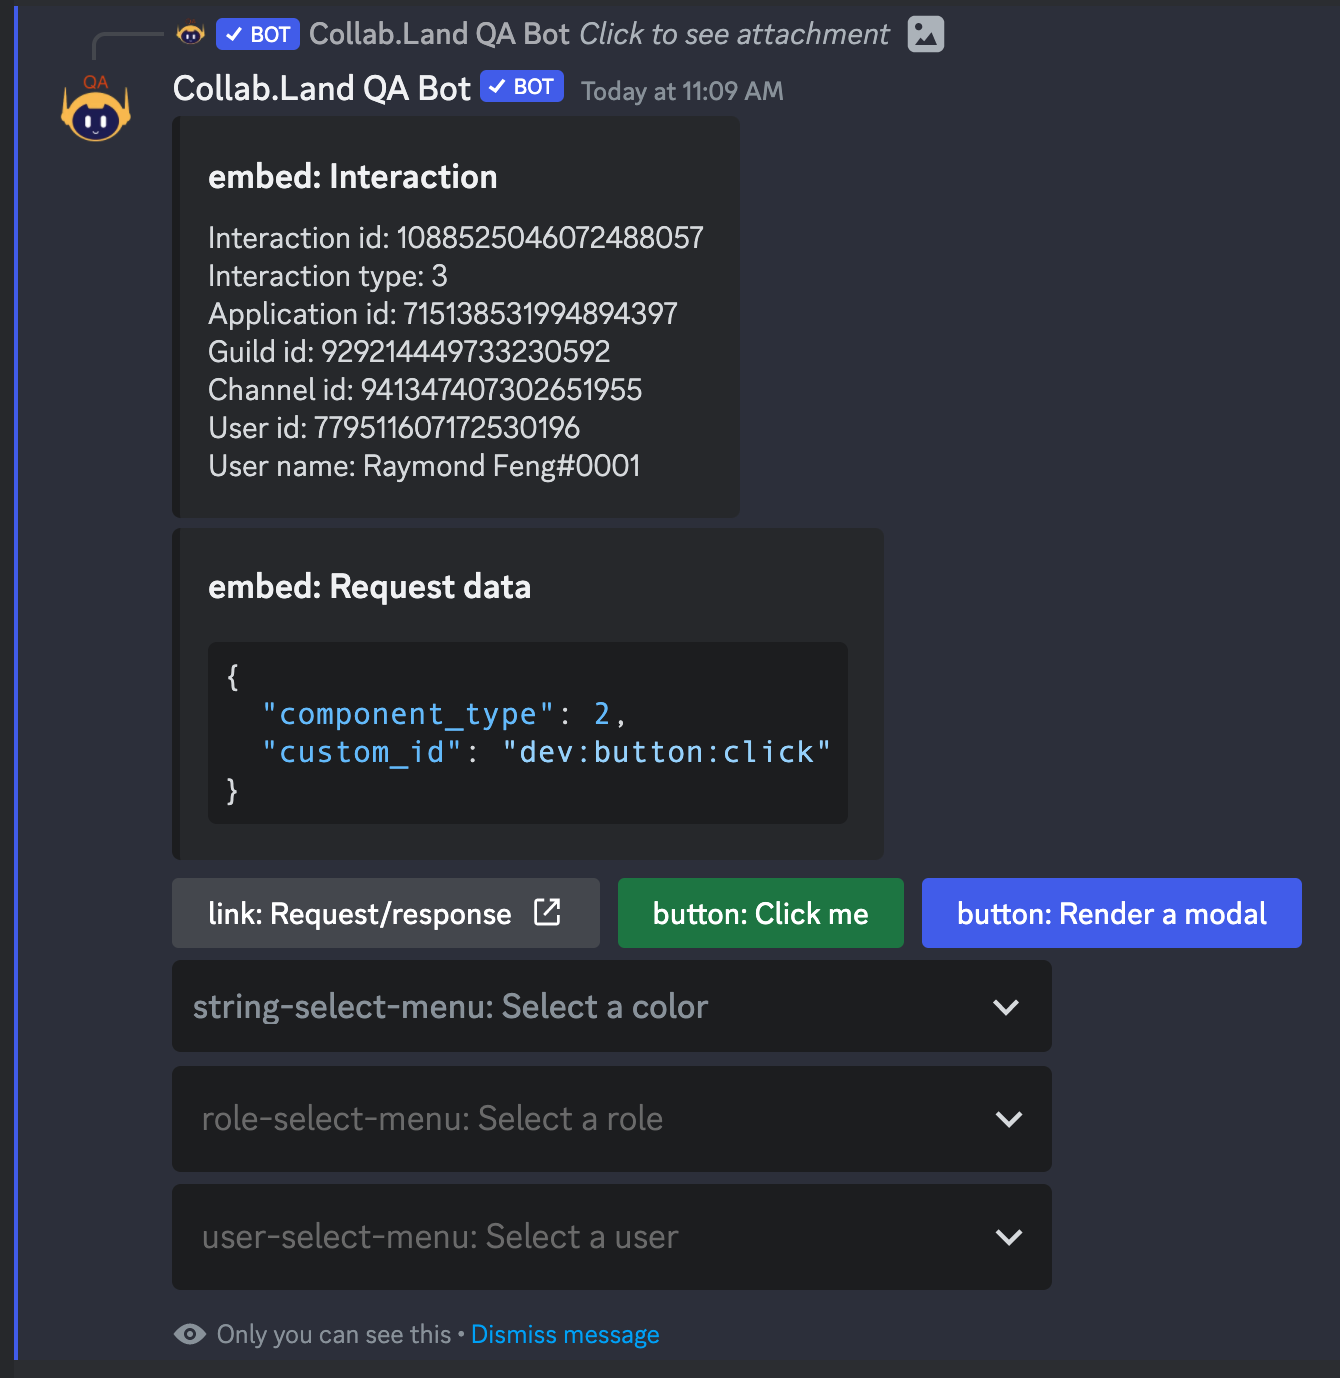 BOT Collab.Land QA Bot Click to see attachment
QA
Collab.Land QA Bot BOT Today at 11:09 AM
embed: Interaction
Interaction id: 1088525046072488057
Interaction type: 3
Application id: 715138531994894397
Guild id: 929214449733230592
Channel id: 941347407302651955
User id: 779511607172530196
User name: Raymond Feng#0001
embed: Request data
{
"component_type": 2,
"custom_id": "dev:button:click"
}
link: Request/response button: Click me button: Render a modal
string-select-menu: Select a color
role-select-menu: Select a role
user-select-menu: Select a user
Only you can see this • Dismiss message